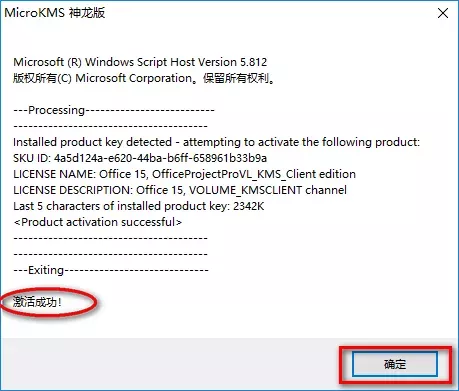 MicroKMS 神龙版
Microsoft (R) Windows Script Host Version 5.812
版权所有(C) Microsoft Corporation。保留所有权利。
---Processing--------------------------
---------------------------------------
Installed product key detected - attempting to activate the following product:
SKU ID: 4a5d124a-e620-44ba-b6ff-658961b33b9a
LICENSE NAME: Office 15, OfficeProjectProVL_KMS_Client edition
LICENSE DESCRIPTION: Office 15, VOLUME_KMSCLIENT channel
Last 5 characters of installed product key: 2342K
<Product activation successful>
---------------------------------------
---------------------------------------
---Exiting-----------------------------
激活成功!
确定